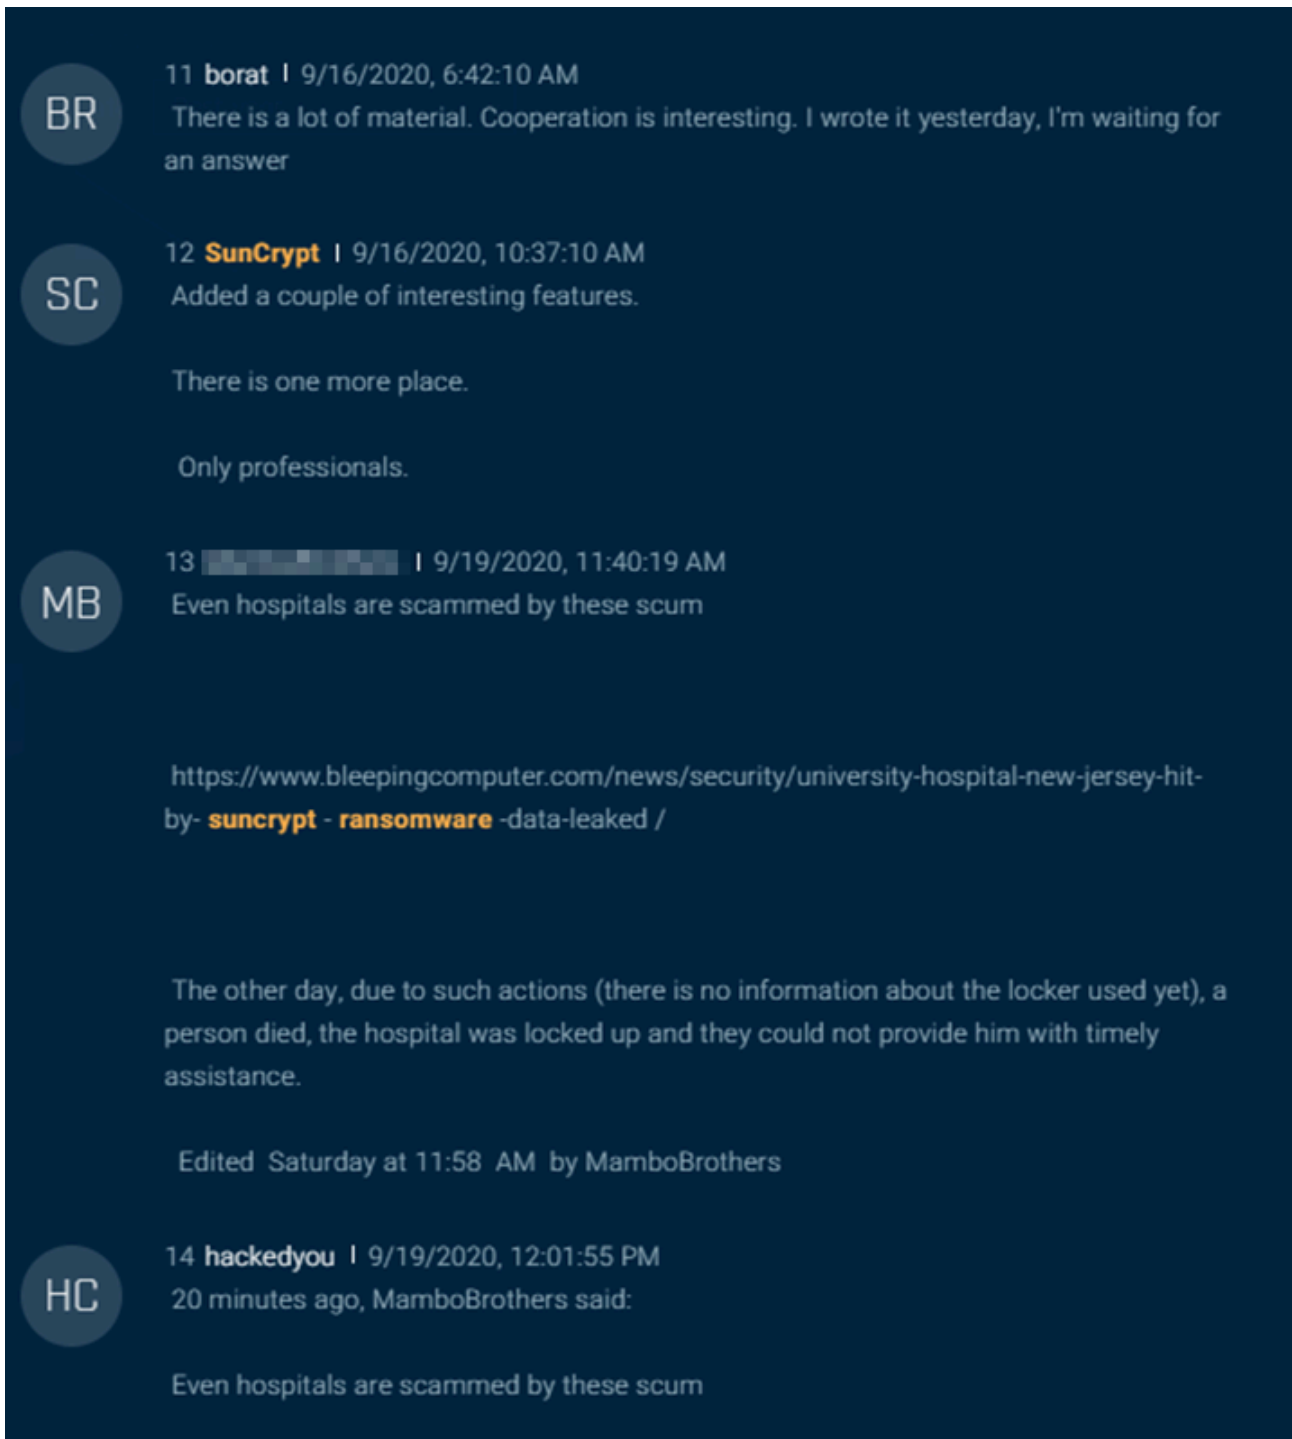 BR
11 borat | 9/16/2020, 6:42:10 AM
There is a lot of material. Cooperation is interesting. I wrote it yesterday, I'm waiting for
an answer
SC
12 SunCrypt | 9/16/2020, 10:37:10 AM
Added a couple of interesting features.
There is one more place.
Only professionals.
MB
13 | 9/19/2020, 11:40:19 AM
Even hospitals are scammed by these scum
https://www.bleepingcomputer.com/news/security/university-hospital-new-jersey-hit-
by- suncrypt - ransomware -data-leaked /
The other day, due to such actions (there is no information about the locker used yet), a
person died, the hospital was locked up and they could not provide him with timely
assistance.
Edited Saturday at 11:58 AM by MamboBrothers
HC
14 hackedyou | 9/19/2020, 12:01:55 PM
20 minutes ago, MamboBrothers said:
Even hospitals are scammed by these scum